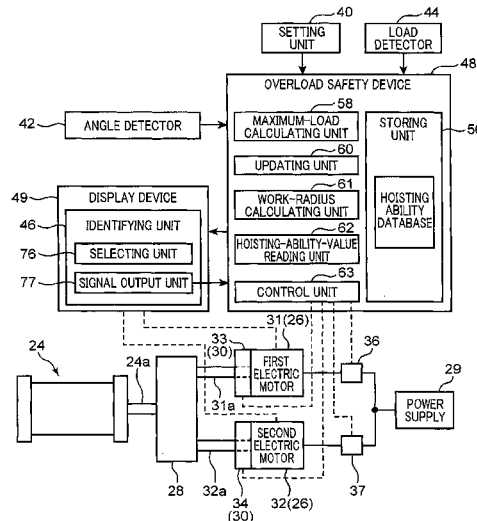 40
44
SETTING
UNIT
LOAD
DETECTOR
48
OVERLOAD SAFETY DEVICE
42
ANGLE DETECTOR
58
MAXIMUM-LOAD
CALCULATING UNIT
STORING
UNIT
56
60
UPDATING UNIT
49
DISPLAY DEVICE
61
WORK-RADIUS
CALCULATING UNIT
HOISTING
ABILITY
DATABASE
46
IDENTIFYING UNIT
62
HOISTING-ABILITY-VALUE
READING UNIT
76
SELECTING UNIT
63
77
SIGNAL OUTPUT UNIT
CONTROL UNIT
31(26)
33
(30)
24
24a
FIRST
ELECTRIC
MOTOR
36
29
31a
POWER
SUPPLY
SECOND
ELECTRIC
MOTOR
28
32a
34
(30)
32(26)
37